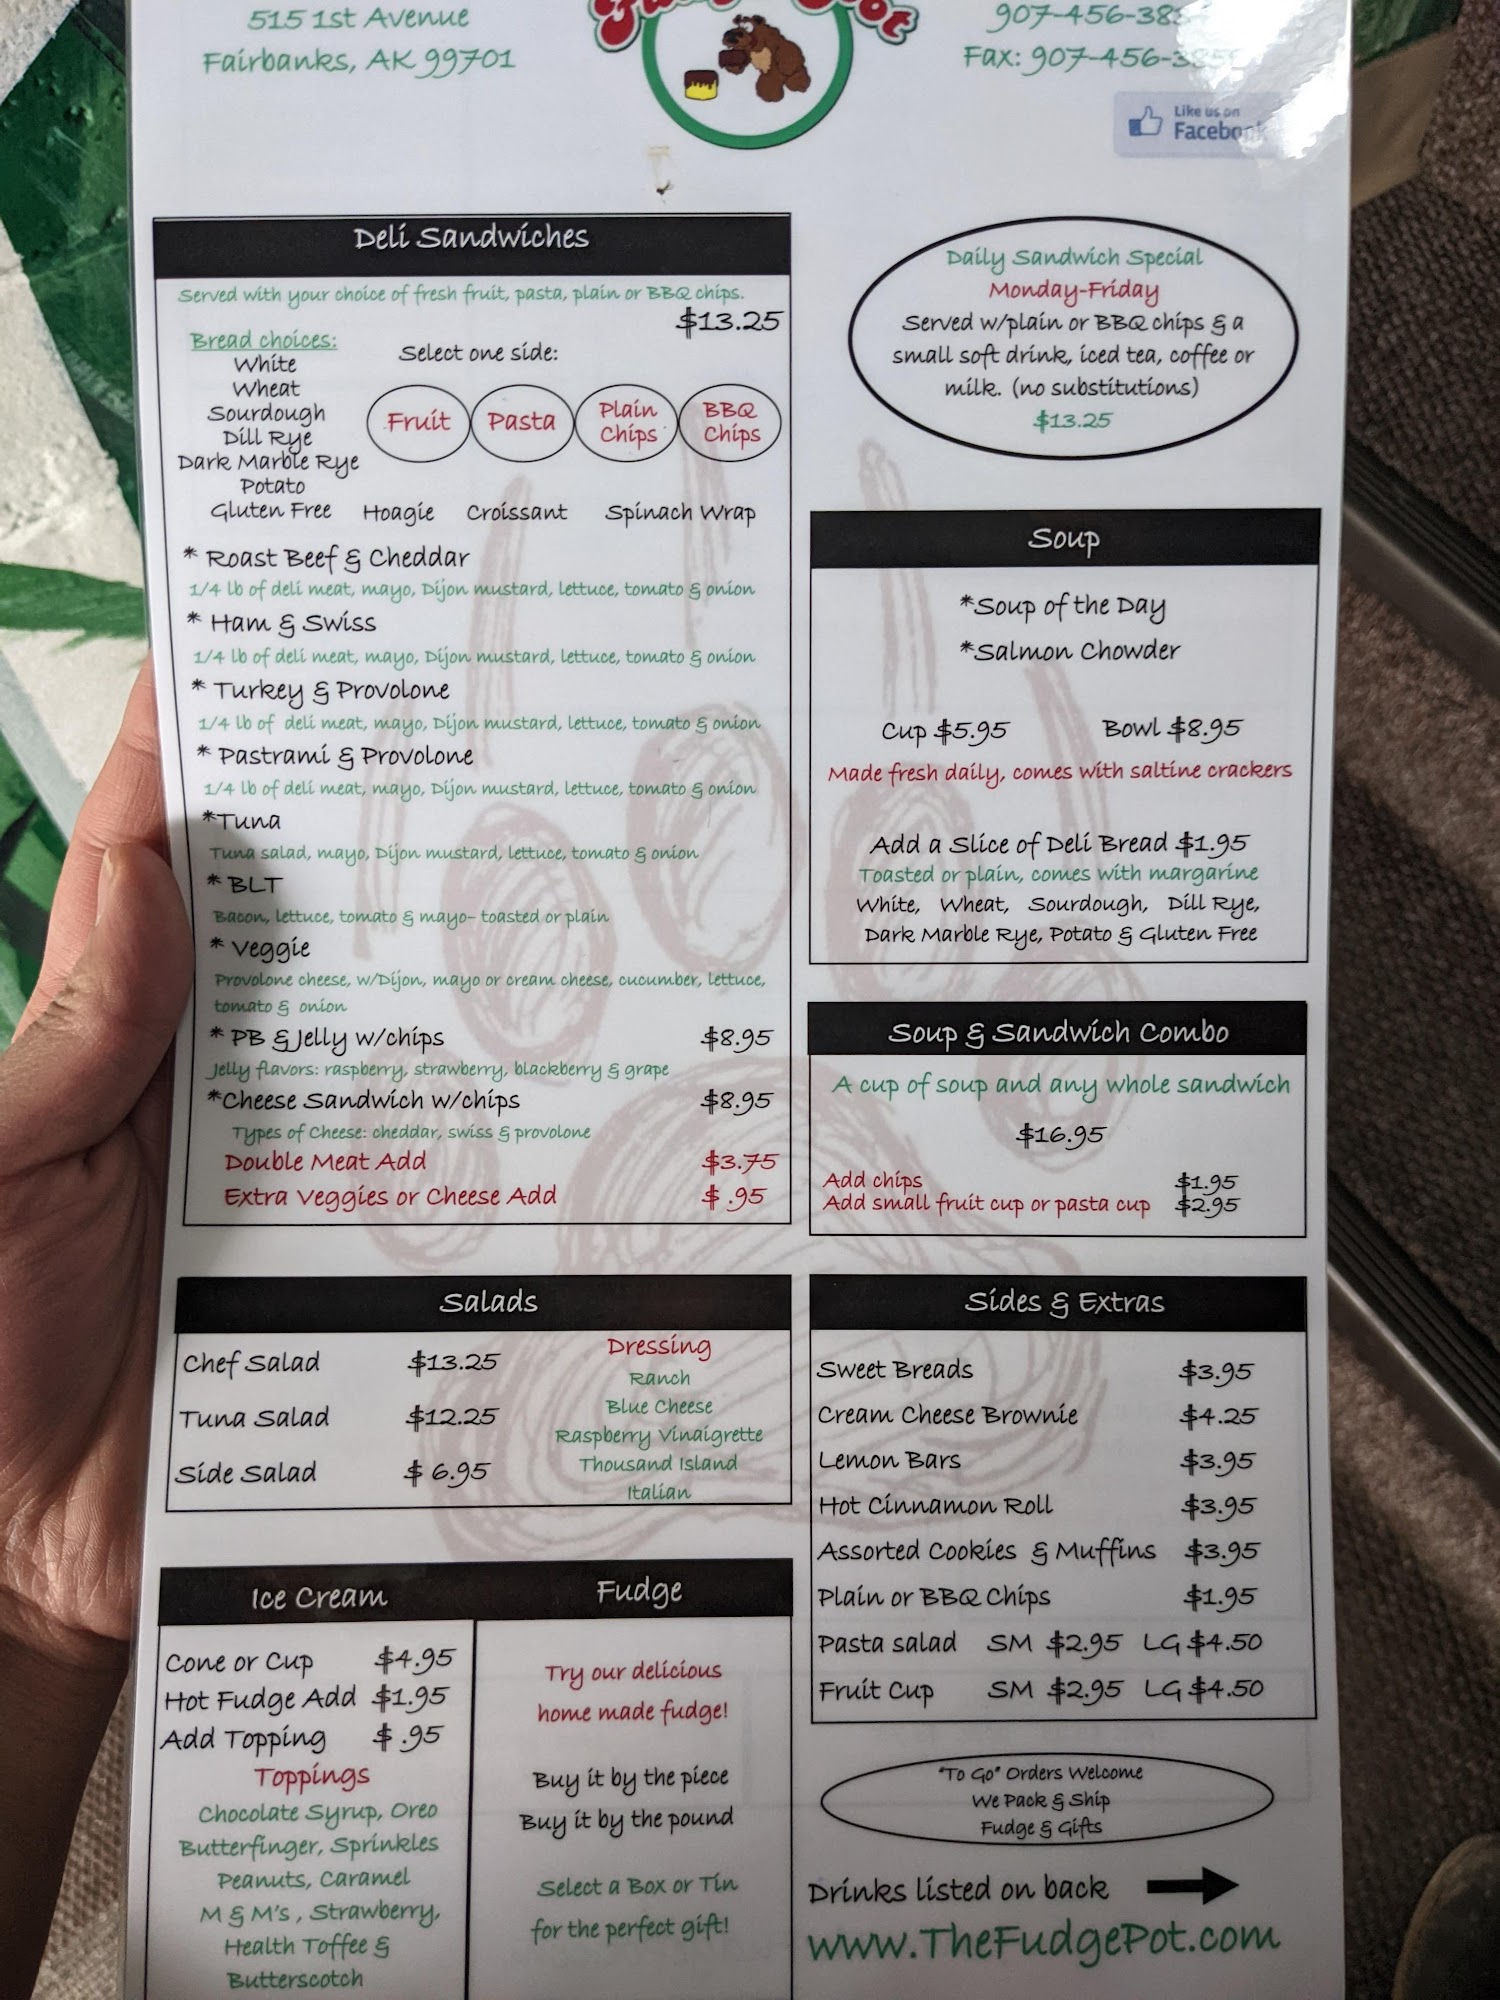 515 1st Avenue
Fairbanks, AK 99701
907-456-38
Fax: 907-456-385
Like us on
Facebook
Deli Sandwiches
Served with your choice of fresh fruit, pasta, plain or BBQ chips.
$13.25
Bread choices:
White
Wheat
Sourdough
Dill Rye
Dark Marble Rye
Potato
Gluten Free Hoagie Croissant Spinach Wrap
Select one side:
Fruit
Pasta
Plain
Chips
BBQ
Chips
* Roast Beef & Cheddar
1/4 lb of deli meat, mayo, Dijon mustard, lettuce, tomato & onion
* Ham & Swiss
1/4 lb of deli meat, mayo, Dijon mustard, lettuce, tomato & onion
* Turkey & Provolone
1/4 lb of deli meat, mayo, Dijon mustard, lettuce, tomato & onion
* Pastrami & Provolone
1/4 lb of deli meat, mayo, Dijon mustard, lettuce, tomato & onion
*Tuna
Tuna salad, mayo, Dijon mustard, lettuce, tomato & onion
* BLT
Bacon, lettuce, tomato & mayo- toasted or plain
* Veggie
Provolone cheese, w/Dijon, mayo or cream cheese, cucumber, lettuce,
tomato & onion
* PB & Jelly w/chips $8.95
Jelly flavors: raspberry, strawberry, blackberry & grape
*Cheese Sandwich w/chips $8.95
Types of Cheese: cheddar, swiss & provolone
Double Meat Add $3.75
Extra Veggies or Cheese Add $ .95
Daily Sandwich Special
Monday-Friday
Served w/plain or BBQ chips & a
small soft drink, iced tea, coffee or
milk. (no substitutions)
$13.25
Soup
*Soup of the Day
*Salmon Chowder
Cup $5.95 Bowl $8.95
Made fresh daily, comes with saltine crackers
Add a Slice of Deli Bread $1.95
Toasted or plain, comes with margarine
White, Wheat, Sourdough, Dill Rye,
Dark Marble Rye, Potato & Gluten Free
Soup & Sandwich Combo
A cup of soup and any whole sandwich
$16.95
Add chips $1.95
Add small fruit cup or pasta cup $2.95
Salads
Chef Salad $13.25
Tuna Salad $12.25
Side Salad $ 6.95
Dressing
Ranch
Blue Cheese
Raspberry Vinaigrette
Thousand Island
Italian
Sides & Extras
Sweet Breads $3.95
Cream Cheese Brownie $4.25
Lemon Bars $3.95
Hot Cinnamon Roll $3.95
Assorted Cookies & Muffins $3.95
Plain or BBQ Chips $1.95
Pasta salad SM $2.95 LG $4.50
Fruit Cup SM $2.95 LG $4.50
Ice Cream
Cone or Cup $4.95
Hot Fudge Add $1.95
Add Topping $ .95
Toppings
Chocolate Syrup, Oreo
Butterfinger, Sprinkles
Peanuts, Caramel
M & M's , Strawberry,
Health Toffee &
Butterscotch
Fudge
Try our delicious
home made fudge!
Buy it by the piece
Buy it by the pound
Select a Box or Tin
for the perfect gift!
"To Go" Orders Welcome
We Pack & Ship
Fudge & Gifts
Drinks listed on back
www.TheFudgePot.com